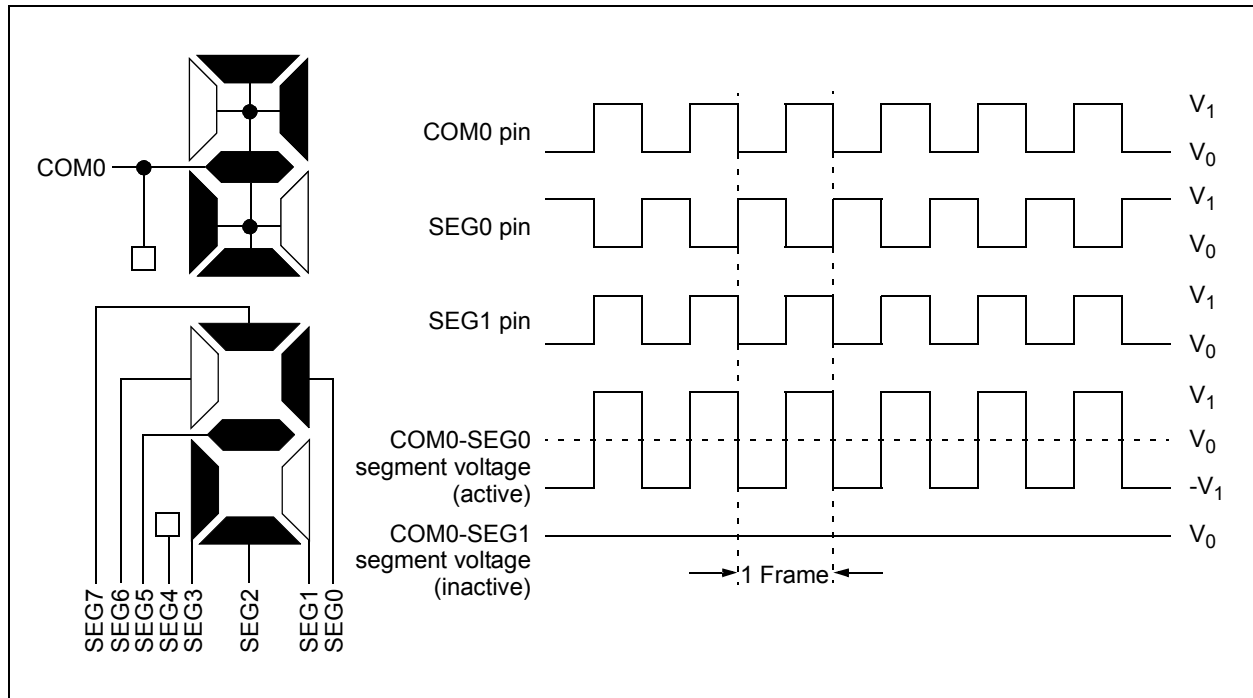 COM0
COM0 pin
V1
V0
SEG0 pin
V1
V0
SEG1 pin
V1
V0
COM0-SEG0
segment voltage
(active)
V1
V0
-V1
COM0-SEG1
segment voltage
(inactive)
V0
1 Frame
SEG7
SEG6
SEG5
SEG4
SEG3
SEG2
SEG1
SEG0